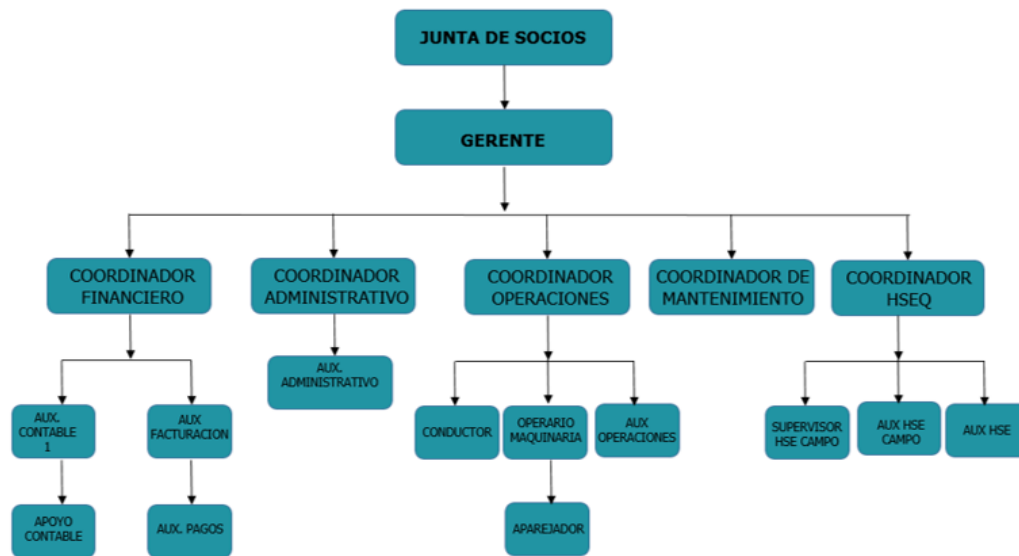 JUNTA DE SOCIOS
GERENTE
COORDINADOR
FINANCIERO
COORDINADOR
ADMINISTRATIVO
COORDINADOR
OPERACIONES
COORDINADOR DE
MANTENIMIENTO
COORDINADOR
HSEQ
AUX.
ADMINISTRATIVO
AUX.
CONTABLE
1
AUX
FACTURACION
CONDUCTOR
OPERARIO
MAQUINARIA
AUX
OPERACIONES
SUPERVISOR
HSE CAMPO
AUX HSE
CAMPO
AUX HSE
APOYO
CONTABLE
AUX. PAGOS
APAREJADOR